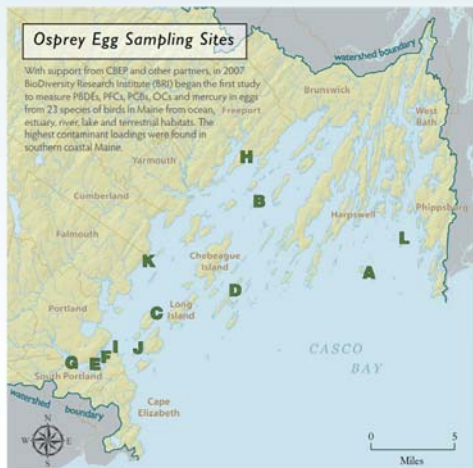 Osprey Egg Sampling Sites
With support from CBEP and other partners, in 2007
BioDiversity Research Institute (BRI) began the first study
to measure PBDEs, PFCs, PCBs, OCs and mercury in eggs
from 23 species of birds in Maine from ocean,
estuary, river, lake and terrestrial habitats. The
highest contaminant loadings were found in
southern coastal Maine.
watershed boundary
Brunswick
Freeport
West
Bath
Yarmouth
H
B
Cumberland
Harpswell
Phippsburg
Falmouth
L
K
Chebeague
Island
A
D
Portland
C
Long
Island
I
J
F
E
G
South Portland
CASCO
BAY
watershed boundary
Cape
Elizabeth
N
W
E
S
0
5
Miles